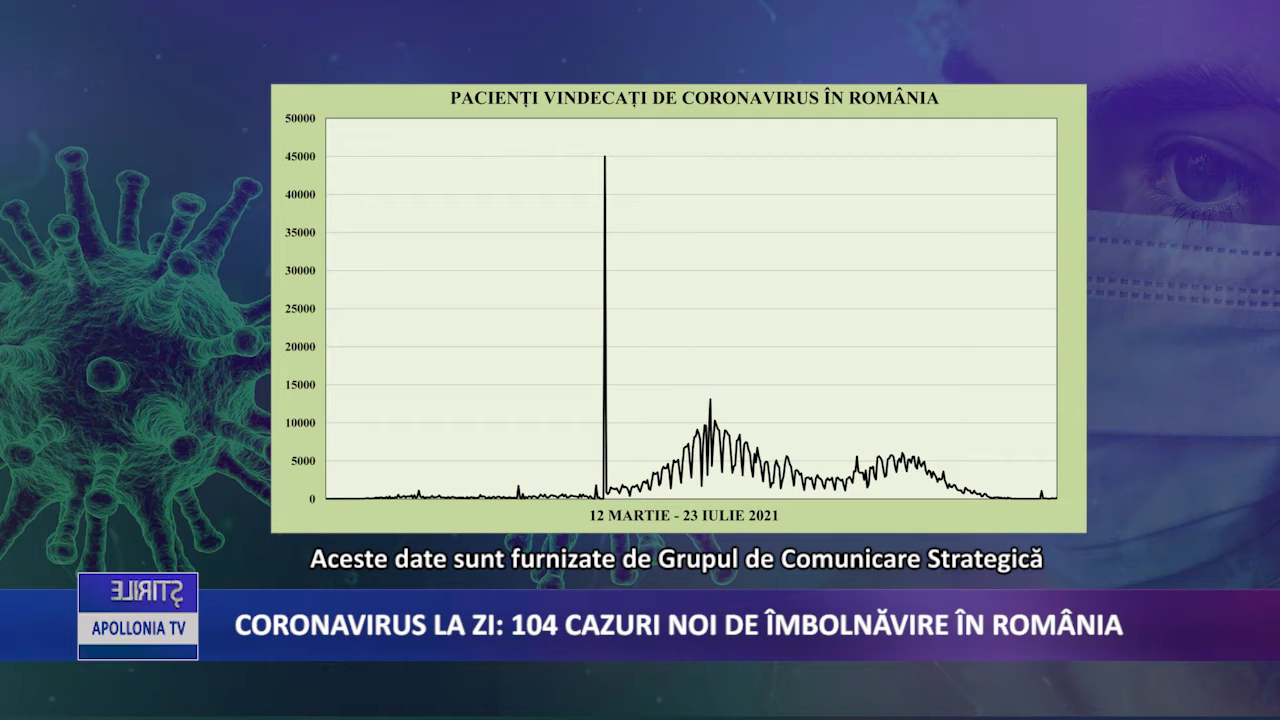 PACIENȚI VINDECAȚI DE CORONAVIRUS ÎN ROMÂNIA
50000
45000
40000
35000
30000
25000
20000
15000
10000
5000
0
12 MARTIE - 23 IULIE 2021
Aceste date sunt furnizate de Grupul de Comunicare Strategică
ȘTIRILE
APOLLONIA TV
CORONAVIRUS LA ZI: 104 CAZURI NOI DE ÎMBOLNĂVIRE ÎN ROMÂNIA